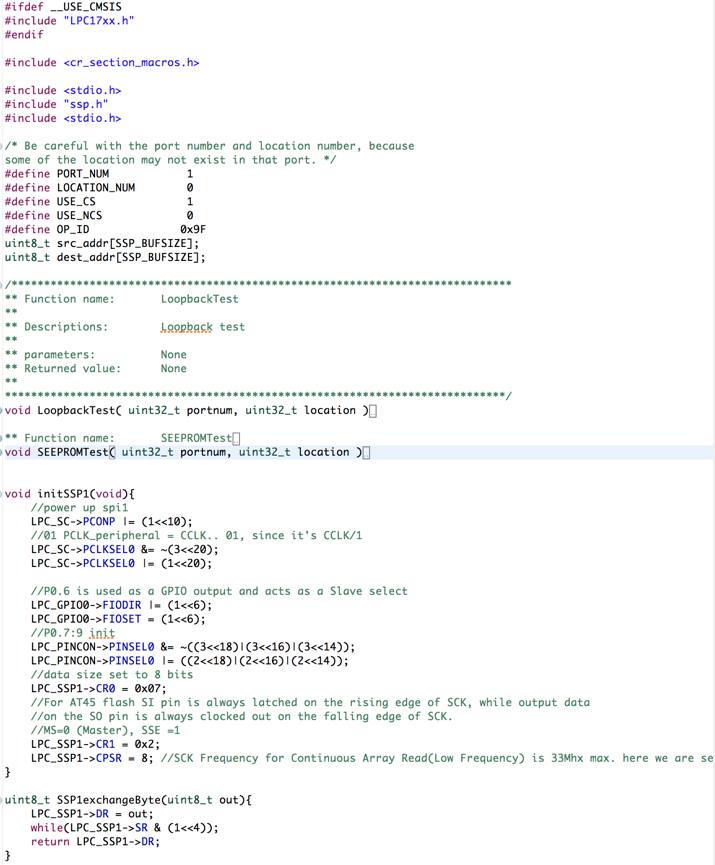 #ifdef __USE_CMSIS
#include "LPC17xx.h"
#endif

#include <cr_section_macros.h>

#include <stdio.h>
#include "ssp.h"
#include <stdio.h>

/* Be careful with the port number and location number, because
some of the location may not exist in that port. */
#define PORT_NUM            1
#define LOCATION_NUM        0
#define USE_CS              1
#define USE_NCS             0
#define OP_ID              0x9F
uint8_t src_addr[SSP_BUFSIZE];
uint8_t dest_addr[SSP_BUFSIZE];

/*****************************************************************************
** Function name:       LoopbackTest
**
** Descriptions:        Loopback test
**
** parameters:          None
** Returned value:      None
**
*****************************************************************************/
void LoopbackTest( uint32_t portnum, uint32_t location )

** Function name:       SEEPROMTest
void SEEPROMTest( uint32_t portnum, uint32_t location )

void initSSP1(void){
    //power up spi1
    LPC_SC->PCONP |= (1<<10);
    //01 PCLK_peripheral = CCLK.. 01, since it's CCLK/1
    LPC_SC->PCLKSEL0 &= ~(3<<20);
    LPC_SC->PCLKSEL0 |= (1<<20);

    //P0.6 is used as a GPIO output and acts as a Slave select
    LPC_GPIO0->FIODIR |= (1<<6);
    LPC_GPIO0->FIOSET = (1<<6);
    //P0.7:9 init
    LPC_PINCON->PINSEL0 &= ~((3<<18)|(3<<16)|(3<<14));
    LPC_PINCON->PINSEL0 |= ((2<<18)|(2<<16)|(2<<14));
    //data size set to 8 bits
    LPC_SSP1->CR0 = 0x07;
    //For AT45 flash SI pin is always latched on the rising edge of SCK, while output data
    //on the SO pin is always clocked out on the falling edge of SCK.
    //MS=0 (Master), SSE =1
    LPC_SSP1->CR1 = 0x2;
    LPC_SSP1->CPSR = 8; //SCK Frequency for Continuous Array Read(Low Frequency) is 33Mhx max. here we are se
}

uint8_t SSP1exchangeByte(uint8_t out){
    LPC_SSP1->DR = out;
    while(LPC_SSP1->SR & (1<<4));
    return LPC_SSP1->DR;
}